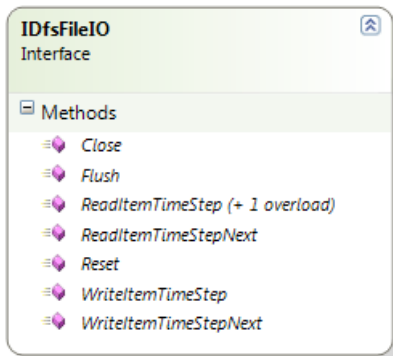 IDfsFileIO
Interface
Methods
Close
Flush
ReadItemTimeStep (+ 1 overload)
ReadItemTimeStepNext
Reset
WriteItemTimeStep
WriteItemTimeStepNext